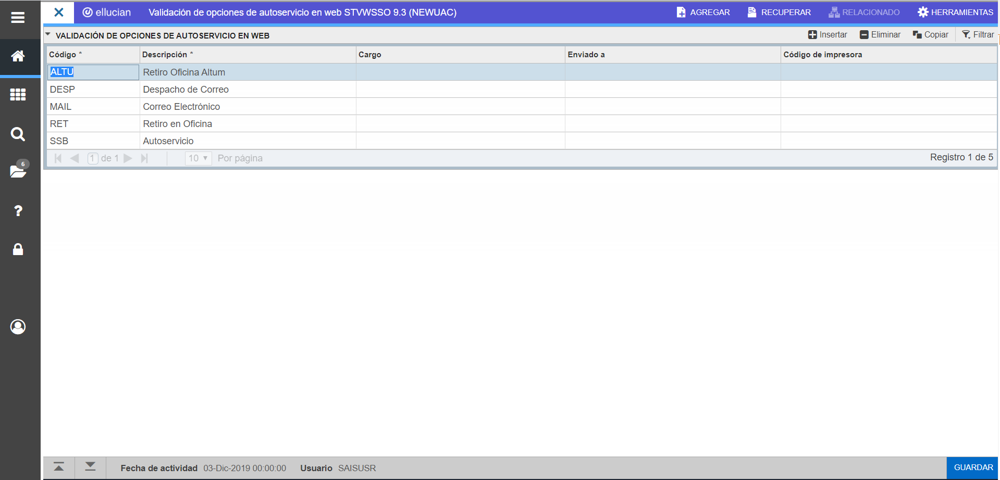 ellucian Validación de opciones de autoservicio en web STVWSSO 9.3 (NEWUAC) AGREGAR RECUPERAR RELACIONADO HERRAMIENTAS
VALIDACIÓN DE OPCIONES DE AUTOSERVICIO EN WEB Insertar Eliminar Copiar Filtrar
Código * Descripción * Cargo Enviado a Código de impresora
ALTU Retiro Oficina Altum
DESP Despacho de Correo
MAIL Correo Electrónico
RET Retiro en Oficina
SSB Autoservicio
1 de 1 10 Por página Registro 1 de 5
6
?
Fecha de actividad 03-Dic-2019 00:00:00 Usuario SAISUSR GUARDAR